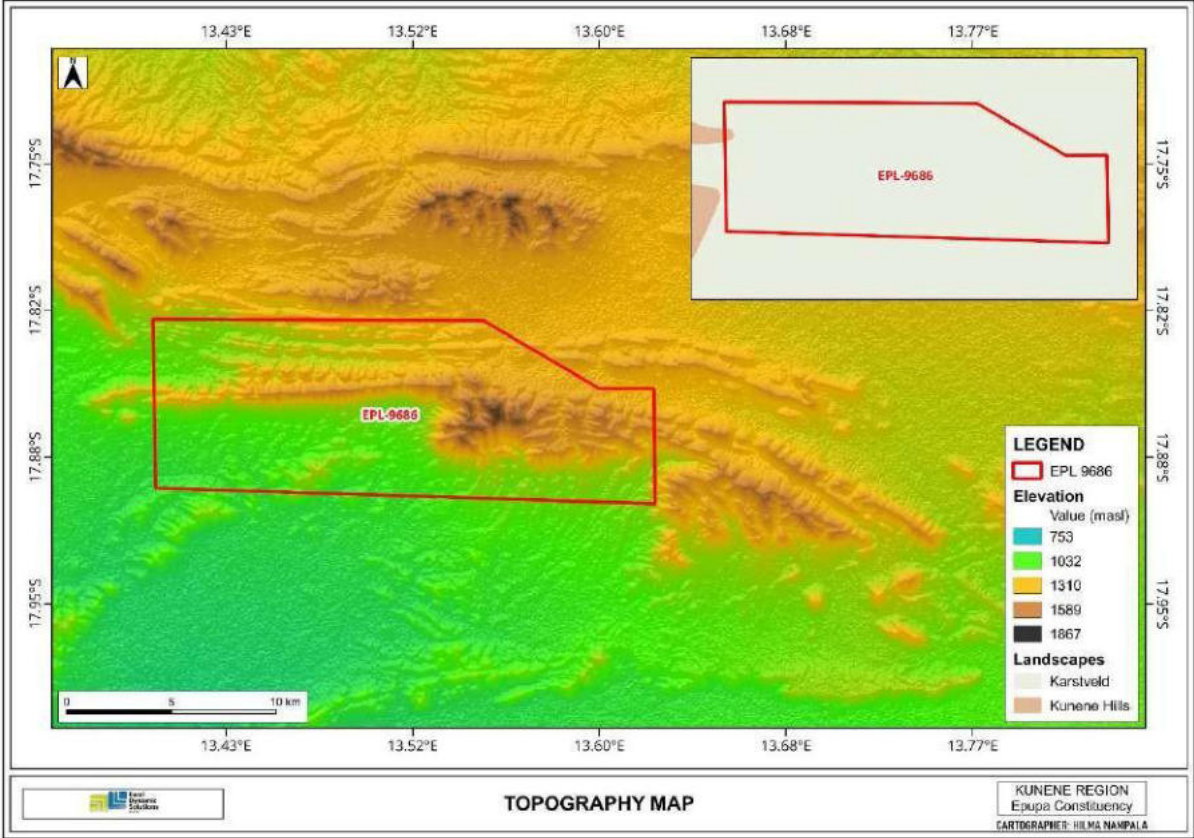 13.43°E 13.52°E 13.60°E 13.68°E 13.77°E
N
17.75°S
17.82°S
17.88°S
17.95°S
EPL-9686
17.75°S
17.82°S
17.88°S
17.95°S
EPL-9686
LEGEND
EPL 9686
Elevation
Value (masl)
753
1032
1310
1589
1867
Landscapes
Karstveld
Kunene Hills
0 5 10 km
13.43°E 13.52°E 13.60°E 13.68°E 13.77°E
Excel
Dynamic
Solutions
TOPOGRAPHY MAP
KUNENE REGION
Epupa Constituency
CARTOGRAPHER: HILMA NAMPALA